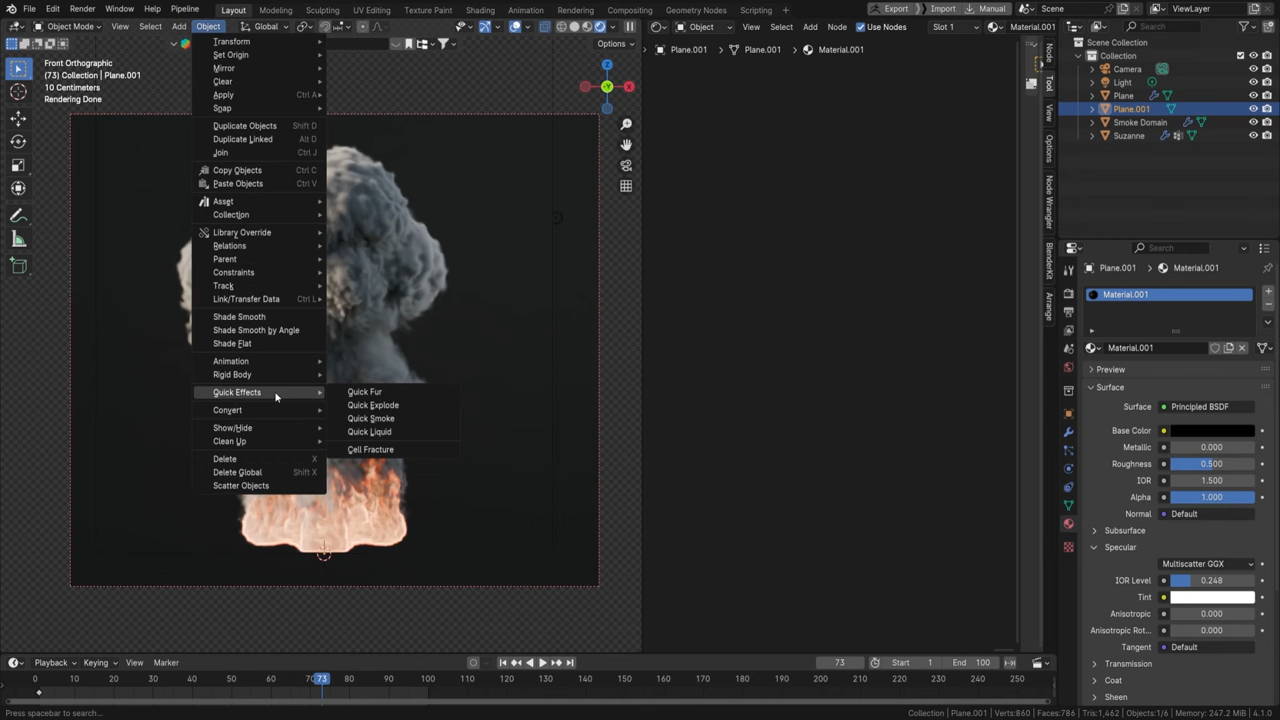 File Edit Render Window Help Pipeline Layout Modeling Sculpting UV Editing Texture Paint Shading Animation Rendering Compositing Geometry Nodes Scripting Export Import Manual Scene ViewLayer
Object Mode View Select Add Object Global Object View Select Add Node Use Nodes Slot 1 Material.001 Search
Options
Plane.001 Plane.001 Material.001
Front Orthographic
(73) Collection | Plane.001
10 Centimeters
Rendering Done
Transform
Set Origin
Mirror
Clear
Apply Ctrl A
Snap
Duplicate Objects Shift D
Duplicate Linked Alt D
Join Ctrl J
Copy Objects Ctrl C
Paste Objects Ctrl V
Asset
Collection
Library Override
Relations
Parent
Constraints
Track
Link/Transfer Data Ctrl L
Shade Smooth
Shade Smooth by Angle
Shade Flat
Animation
Rigid Body
Quick Effects
Convert
Show/Hide
Clean Up
Delete X
Delete Global Shift X
Scatter Objects
Quick Fur
Quick Explode
Quick Smoke
Quick Liquid
Cell Fracture
Z
X
-Y
Node
Tool
View
Options
Node Wrangler
BlenderKit
Arrange
Scene Collection
Collection
Camera
Light
Plane
Plane.001
Smoke Domain
Suzanne
Search
Plane.001 Material.001
Material.001
Material.001
Preview
Surface
Surface Principled BSDF
Base Color
Metallic 0.000
Roughness 0.500
IOR 1.500
Alpha 1.000
Normal Default
Subsurface
Specular
Multiscatter GGX
IOR Level 0.248
Tint
Anisotropic 0.000
Anisotropic Rot... 0.000
Tangent Default
Transmission
Coat
Sheen
Playback Keying View Marker 73 Start 1 End 100
0 10 20 30 40 50 60 70 73 80 90 100 110 120 130 140 150 160 170 180 190 200 210 220 230 240 250
Press spacebar to search... Collection | Plane.001 | Verts:860 | Faces:786 | Tris:1,462 | Objects:1/6 | Memory: 247.2 MiB | 4.1.0